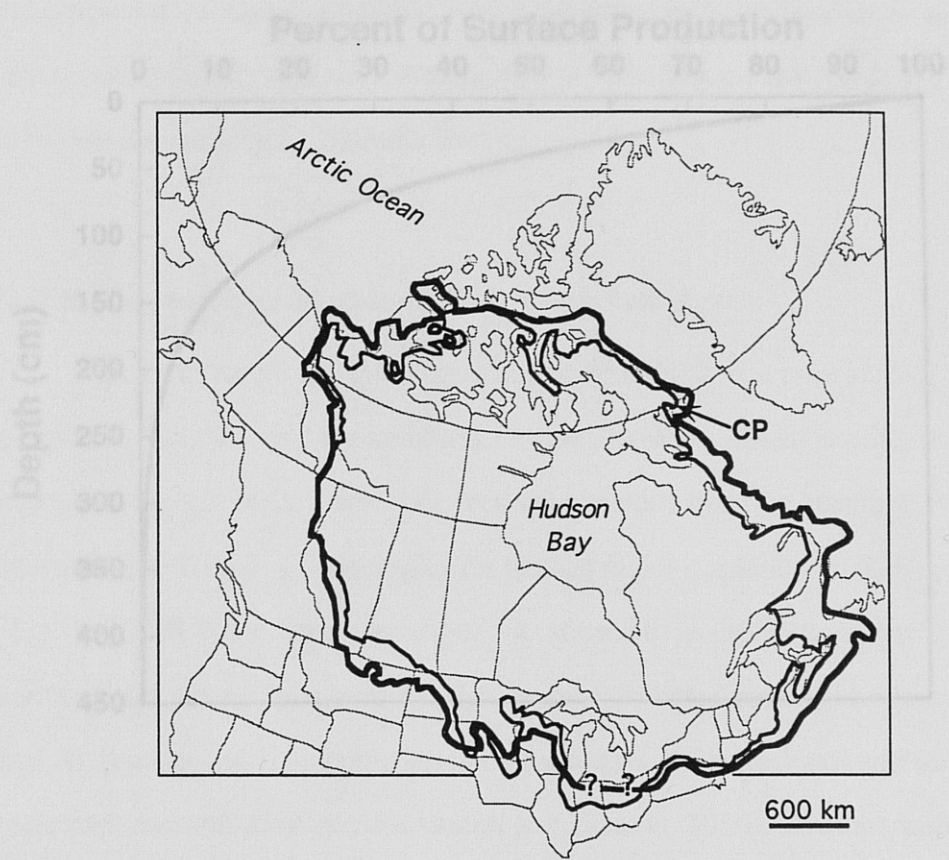 Percent of Surface Production
0 10 20 30 40 50 60 70 80 90 100
Depth (cm)
0
50
100
150
200
250
300
350
400
450
Arctic Ocean
CP
Hudson
Bay
? ?
600 km